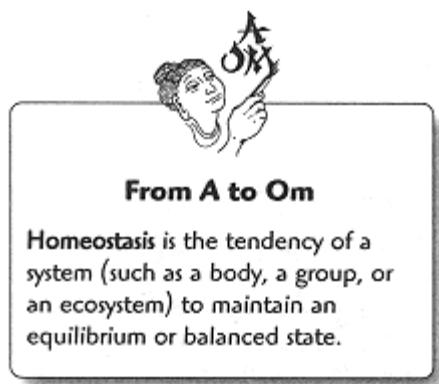 A
OM
From A to Om
Homeostasis is the tendency of a
system (such as a body, a group, or
an ecosystem) to maintain an
equilibrium or balanced state.